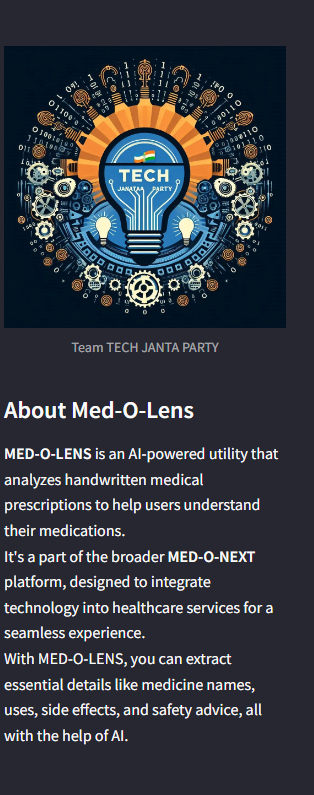 TECH
JANATAA PARTY
Team TECH JANTA PARTY
About Med-O-Lens
MED-O-LENS is an AI-powered utility that
analyzes handwritten medical
prescriptions to help users understand
their medications.
It's a part of the broader MED-O-NEXT
platform, designed to integrate
technology into healthcare services for a
seamless experience.
With MED-O-LENS, you can extract
essential details like medicine names,
uses, side effects, and safety advice, all
with the help of AI.